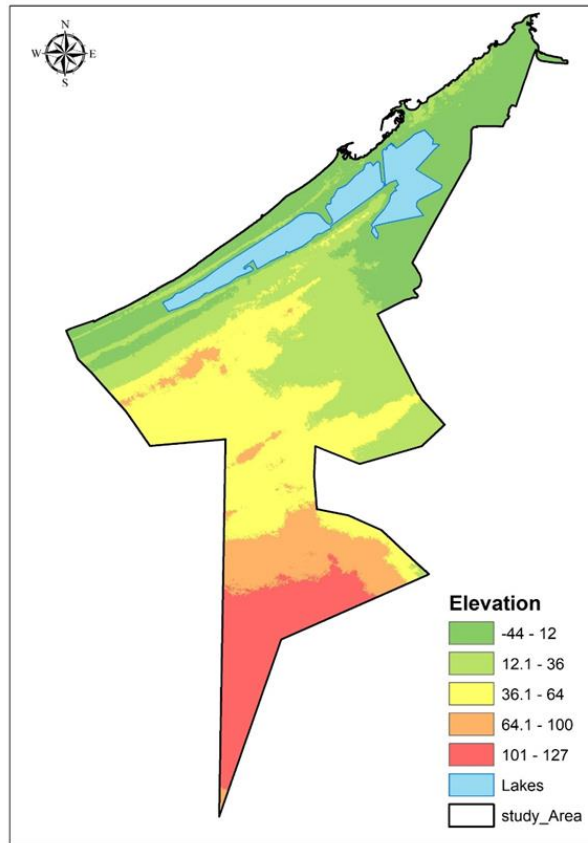 N
W E
S
Elevation
-44 - 12
12.1 - 36
36.1 - 64
64.1 - 100
101 - 127
Lakes
study_Area